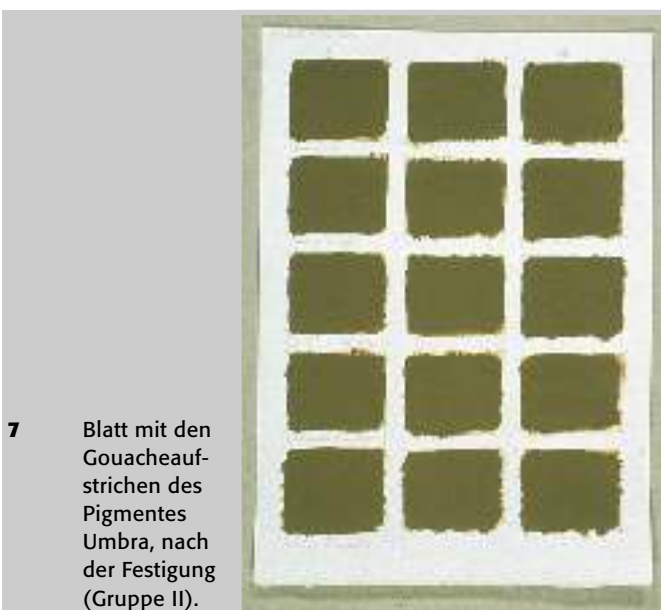 7 Blatt mit den
Gouacheauf-
strichen des
Pigmentes
Umbra, nach
der Festigung
(Gruppe II).